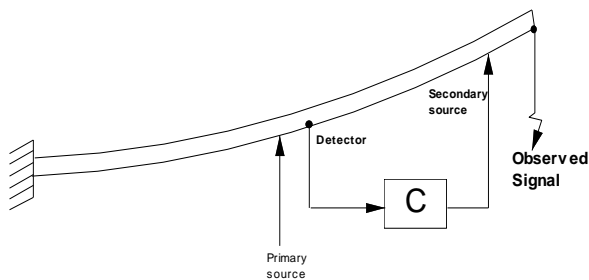 Detector
Secondary
source
Observed
Signal
C
Primary
source